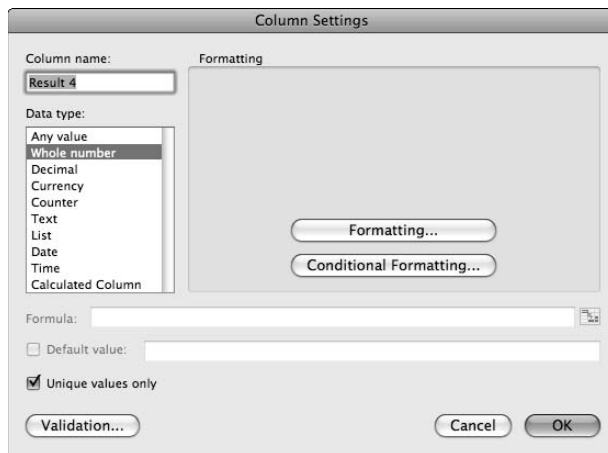 Column Settings
Column name:
Result 4
Data type:
Any value
Whole number
Decimal
Currency
Counter
Text
List
Date
Time
Calculated Column
Formatting
Formatting...
Conditional Formatting...
Formula:
Default value:
Unique values only
Validation...
Cancel
OK